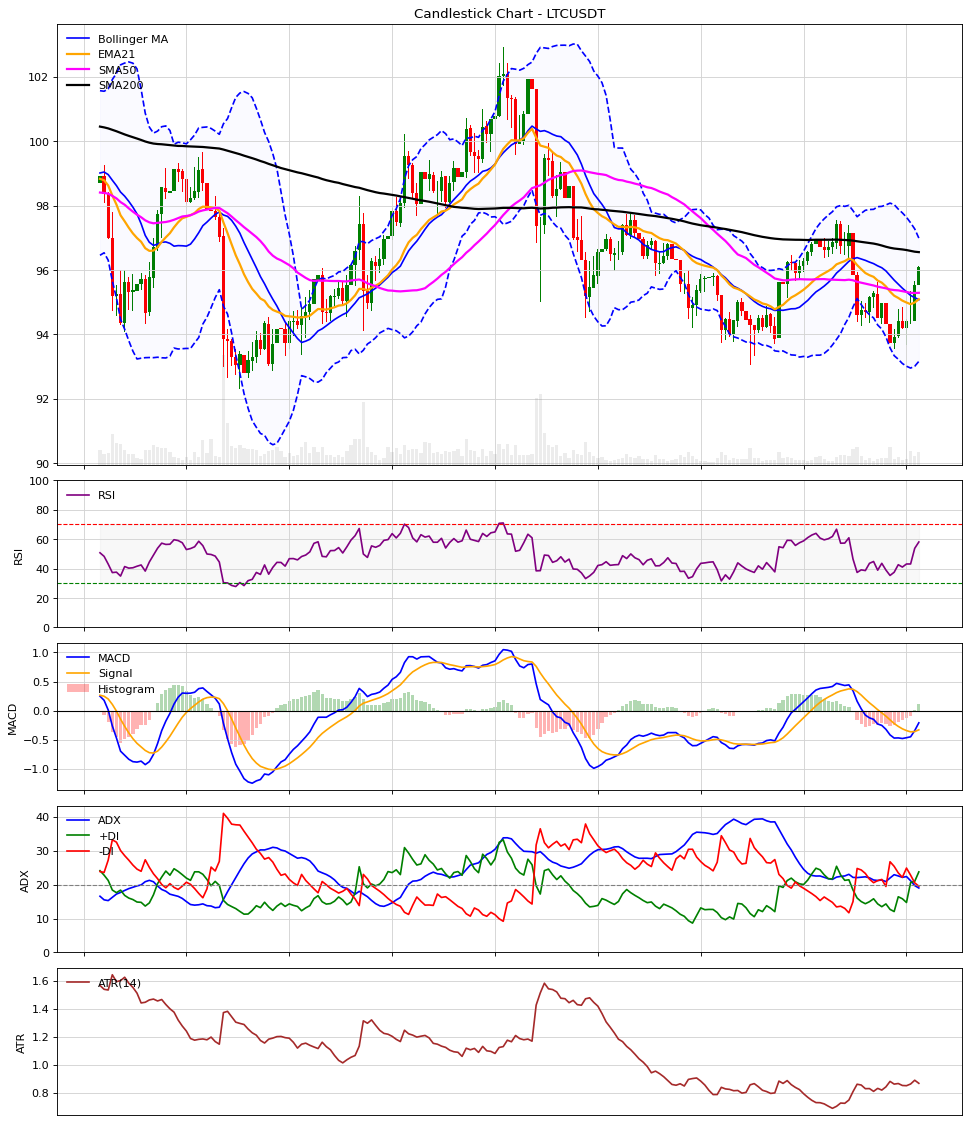 Candlestick Chart - LTCUSDT
Bollinger MA
EMA21
SMA50
SMA200
102
100
98
96
94
92
90
RSI
RSI
100
80
60
40
20
0
MACD
Signal
Histogram
MACD
1.0
0.5
0.0
−0.5
−1.0
ADX
+DI
-DI
ADX
40
30
20
10
0
ATR(14)
ATR
1.6
1.4
1.2
1.0
0.8